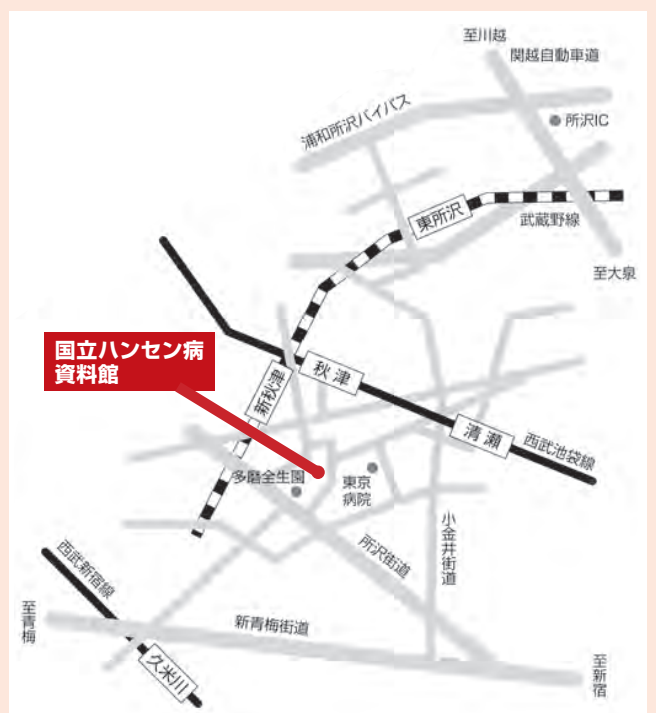 至川越
関越自動車道
浦和所沢バイパス
所沢IC
東所沢
武蔵野線
至大泉
国立ハンセン病
資料館
新秋津
秋津
清瀬
西武池袋線
多磨全生園
東京
病院
小金井街道
所沢街道
西武新宿線
至青梅
新青梅街道
久米川
至新宿